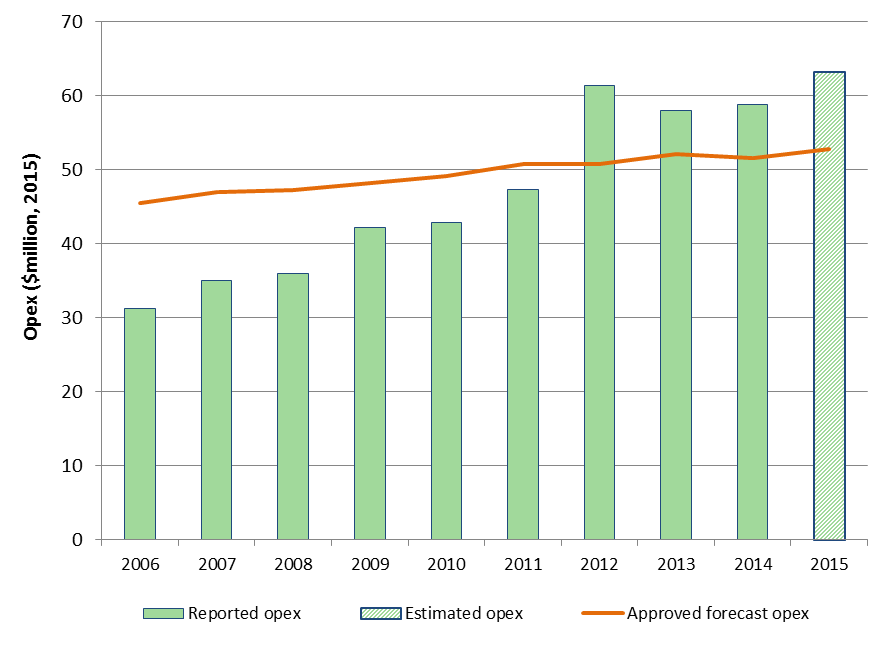 70
60
50
40
30
20
10
0
Opex ($million, 2015)
2006 2007 2008 2009 2010 2011 2012 2013 2014 2015
Reported opex Estimated opex Approved forecast opex